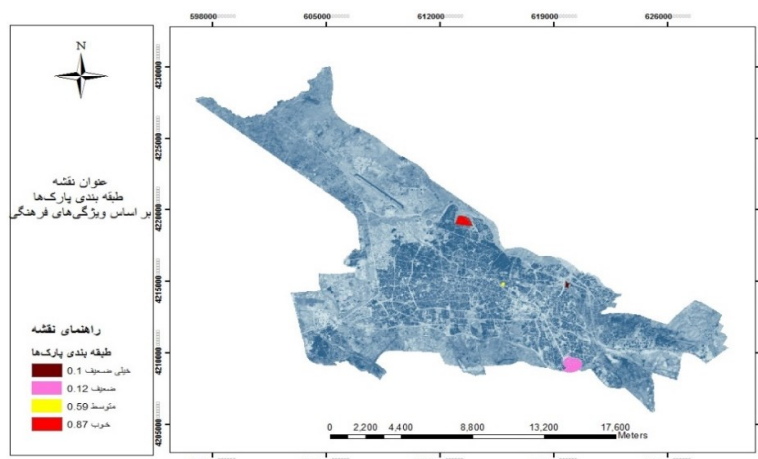 598000 605000 612000 619000 626000
N
4230000
4225000
4220000
4215000
4210000
4205000
عنوان نقشه
طبقه بندی پارک‌ها
بر اساس ویژگی‌های فرهنگی
راهنمای نقشه
طبقه بندی پارک‌ها
خیلی ضعیف 0.1
ضعیف 0.12
متوسط 0.59
خوب 0.87
0 2,200 4,400 8,800 13,200 17,600
Meters